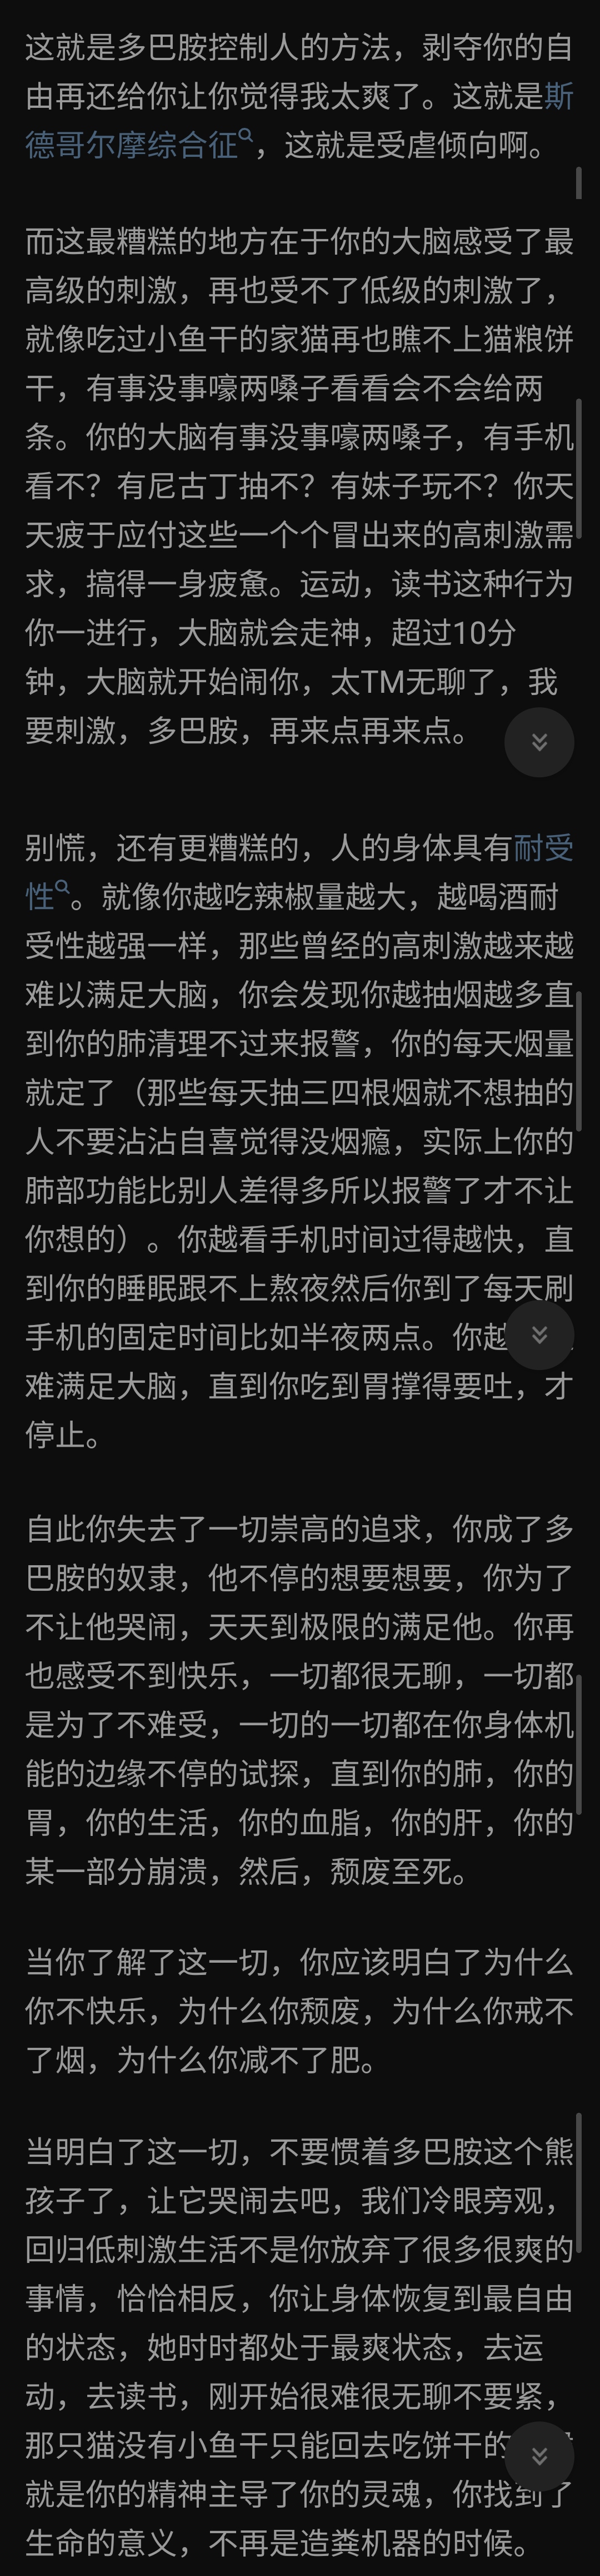 这就是多巴胺控制人的方法，剥夺你的自
由再还给你让你觉得我太爽了。这就是斯
德哥尔摩综合征，这就是受虐倾向啊。
而这最糟糕的地方在于你的大脑感受了最
高级的刺激，再也受不了低级的刺激了，
就像吃过小鱼干的家猫再也瞧不上猫粮饼
干，有事没事嚎两嗓子看看会不会给两
条。你的大脑有事没事嚎两嗓子，有手机
看不？有尼古丁抽不？有妹子玩不？你天
天疲于应付这些一个个冒出来的高刺激需
求，搞得一身疲惫。运动，读书这种行为
你一进行，大脑就会走神，超过10分
钟，大脑就开始闹你，太TM无聊了，我
要刺激，多巴胺，再来点再来点。
别慌，还有更糟糕的，人的身体具有耐受
性。就像你越吃辣椒量越大，越喝酒耐
受性越强一样，那些曾经的高刺激越来越
难以满足大脑，你会发现你越抽烟越多直
到你的肺清理不过来报警，你的每天烟量
就定了（那些每天抽三四根烟就不想抽的
人不要沾沾自喜觉得没烟瘾，实际上你的
肺部功能比别人差得多所以报警了才不让
你想的）。你越看手机时间过得越快，直
到你的睡眠跟不上熬夜然后你到了每天刷
手机的固定时间比如半夜两点。你越
难满足大脑，直到你吃到胃撑得要吐，才
停止。
自此你失去了一切崇高的追求，你成了多
巴胺的奴隶，他不停的想要想要，你为了
不让他哭闹，天天到极限的满足他。你再
也感受不到快乐，一切都很无聊，一切都
是为了不难受，一切的一切都在你身体机
能的边缘不停的试探，直到你的肺，你的
胃，你的生活，你的血脂，你的肝，你的
某一部分崩溃，然后，颓废至死。
当你了解了这一切，你应该明白了为什么
你不快乐，为什么你颓废，为什么你戒不
了烟，为什么你减不了肥。
当明白了这一切，不要惯着多巴胺这个熊
孩子了，让它哭闹去吧，我们冷眼旁观，
回归低刺激生活不是你放弃了很多很爽的
事情，恰恰相反，你让身体恢复到最自由
的状态，她时时都处于最爽状态，去运
动，去读书，刚开始很难很无聊不要紧，
那只猫没有小鱼干只能回去吃饼干的
就是你的精神主导了你的灵魂，你找到了
生命的意义，不再是造粪机器的时候。